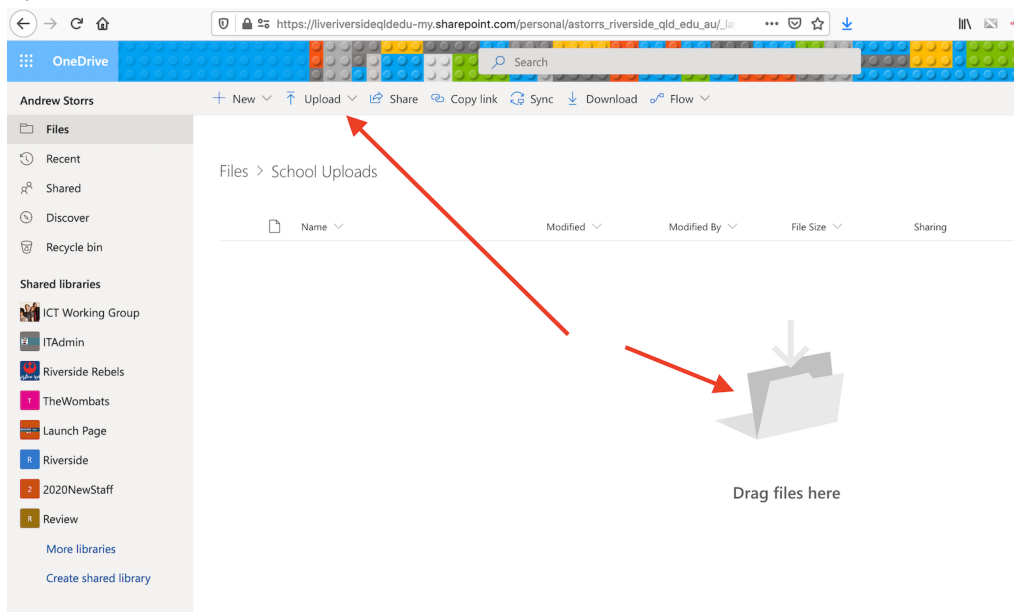 https://liveriversideqldedu-my.sharepoint.com/personal/astorrs_riverside_qld_edu_au/_la
OneDrive
Search
Andrew Storrs
New Upload Share Copy link Sync Download Flow
Files
Recent
Shared
Discover
Recycle bin
Shared libraries
ICT Working Group
ITAdmin
Riverside Rebels
T TheWombats
Launch Page
R Riverside
2 2020NewStaff
R Review
More libraries
Create shared library
Files > School Uploads
Name Modified Modified By File Size Sharing
Drag files here